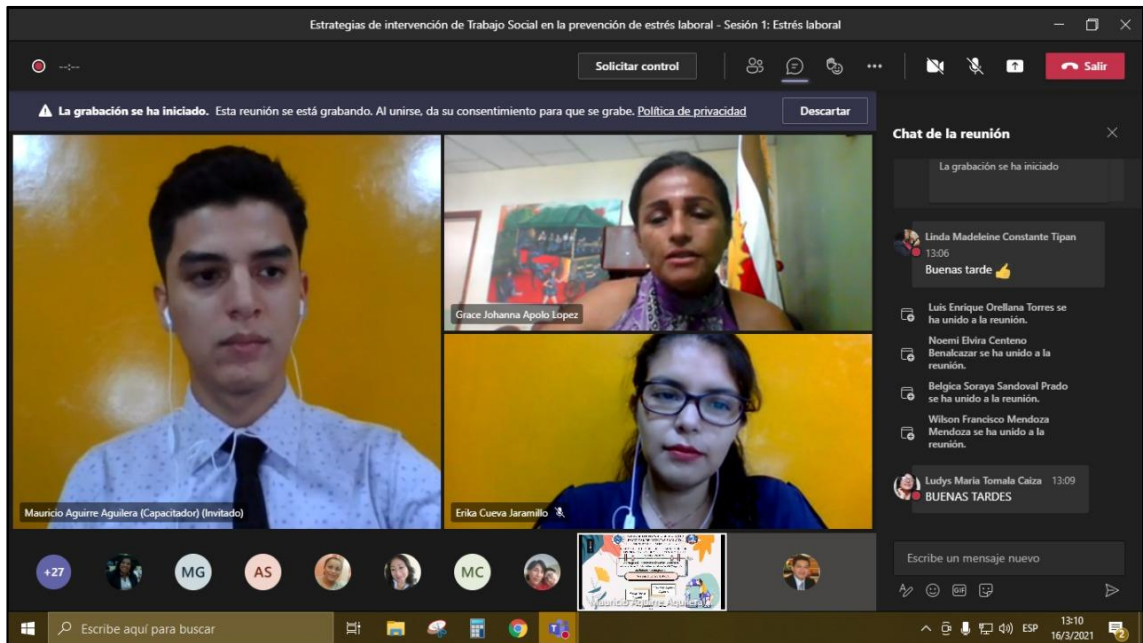 Estrategias de intervención de Trabajo Social en la prevención de estrés laboral - Sesión 1: Estrés laboral
--:--
Solicitar control
Salir
La grabación se ha iniciado. Esta reunión se está grabando. Al unirse, da su consentimiento para que se grabe. Política de privacidad
Descartar
Mauricio Aguirre Aguilera (Capacitador) (Invitado)
Grace Johanna Apolo Lopez
Erika Cueva Jaramillo
+27
MG
AS
MC
Mauricio Aguirre Aguilera
Chat de la reunión
La grabación se ha iniciado
Linda Madeleine Constante Tipan
13:06
Buenas tarde 👍
Luis Enrique Orellana Torres se
ha unido a la reunión.
Noemi Elvira Centeno
Benalcazar se ha unido a la
reunión.
Belgica Soraya Sandoval Prado
se ha unido a la reunión.
Wilson Francisco Mendoza
Mendoza se ha unido a la
reunión.
Ludys Maria Tomala Caiza 13:09
BUENAS TARDES
Escribe un mensaje nuevo
GIF
Escribe aquí para buscar
ESP
13:10
16/3/2021
2